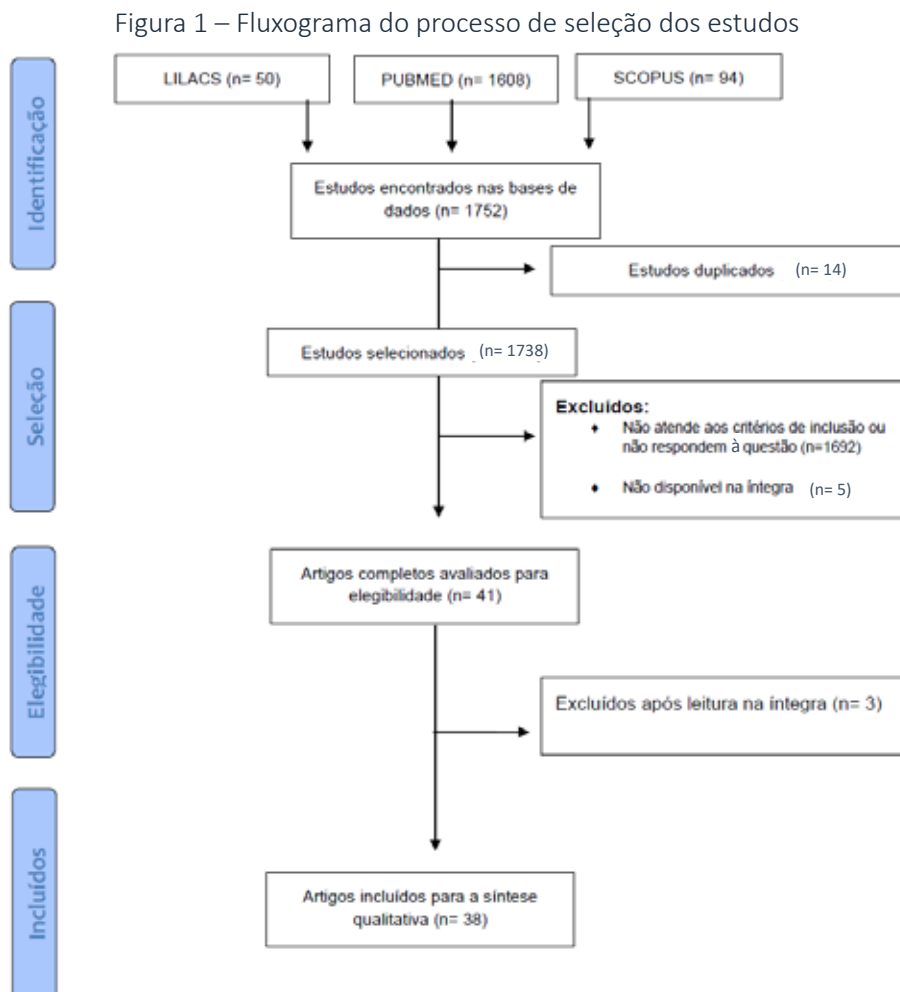 Figura 1 – Fluxograma do processo de seleção dos estudos
Identificação
LILACS (n= 50)
PUBMED (n= 1608)
SCOPUS (n= 94)
Estudos encontrados nas bases de
dados (n= 1752)
Estudos duplicados (n= 14)
Seleção
Estudos selecionados (n= 1738)
Excluídos:
♦ Não atende aos critérios de inclusão ou
não respondem à questão (n=1692)
♦ Não disponível na íntegra (n= 5)
Elegibilidade
Artigos completos avaliados para
elegibilidade (n= 41)
Excluídos após leitura na íntegra (n= 3)
Incluídos
Artigos incluídos para a síntese
qualitativa (n= 38)